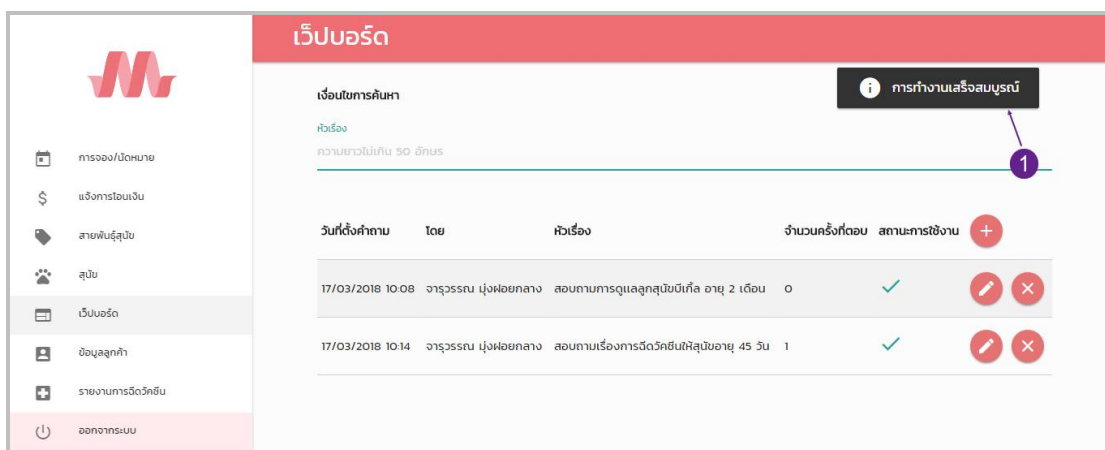 เว็ปบอร์ด
การทำงานเสร็จสมบูรณ์
1
เงื่อนไขการค้นหา
หัวเรื่อง
ความยาวไม่เกิน 50 อักษร
การจอง/นัดหมาย
แจ้งการโอนเงิน
สายพันธุ์สุนัข
สุนัข
เว็ปบอร์ด
ข้อมูลลูกค้า
รายงานการฉีดวัคซีน
ออกจากระบบ
วันที่ตั้งคำถาม โดย หัวเรื่อง จำนวนครั้งที่ตอบ สถานะการใช้งาน
17/03/2018 10:08 จารุวรรณ มุ่งฝอยกลาง สอบถามการดูแลลูกสุนัขบีเกิ้ล อายุ 2 เดือน 0
17/03/2018 10:14 จารุวรรณ มุ่งฝอยกลาง สอบถามเรื่องการฉีดวัคซีนให้สุนัขอายุ 45 วัน 1